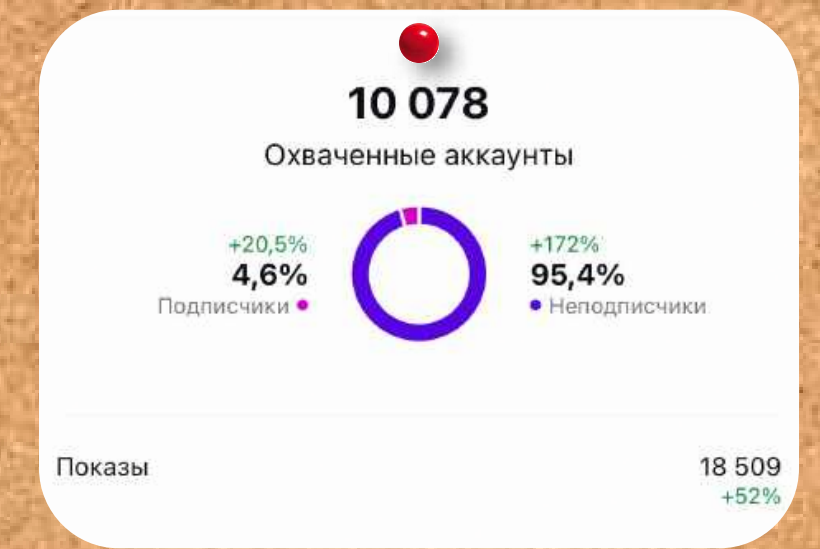 10 078
Охваченные аккаунты
+20,5%
4,6%
Подписчики
+172%
95,4%
Неподписчики
Показы
18 509
+52%